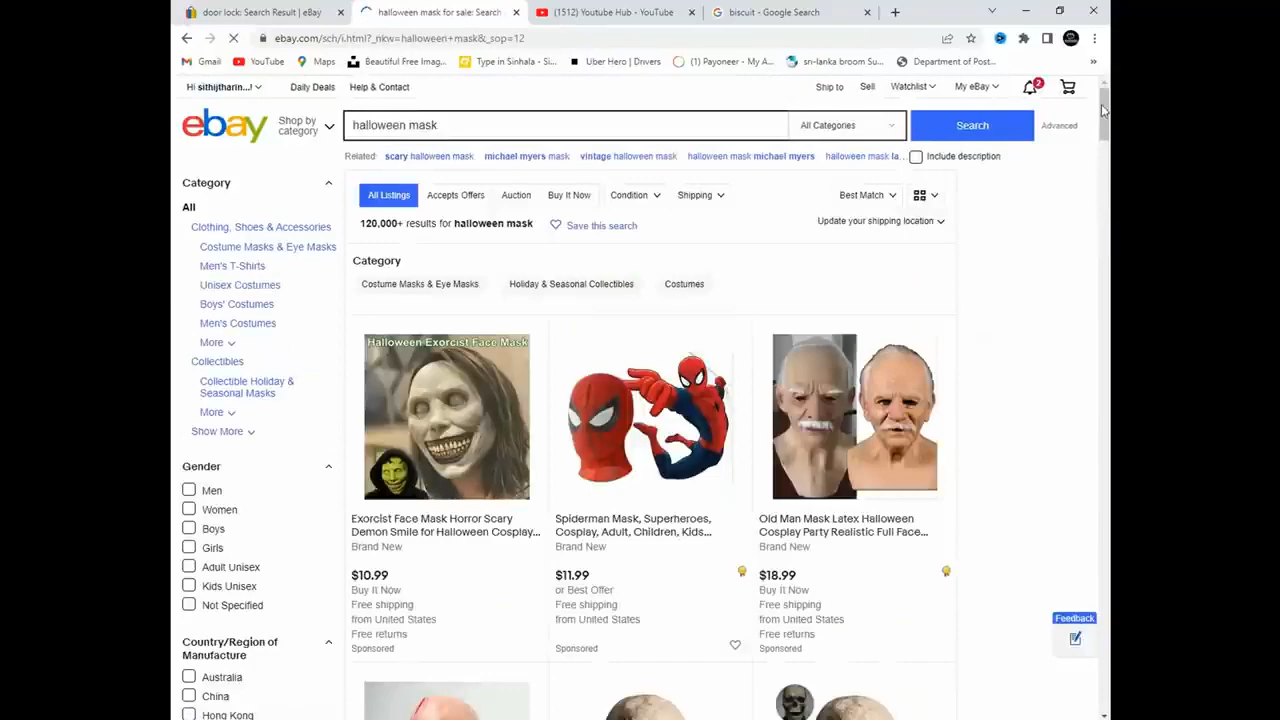 door lock: Search Result | eBay
halloween mask for sale: Search
(1512) Youtube Hub - YouTube
biscuit - Google Search
ebay.com/sch/i.html?_nkw=halloween+mask&_sop=12
Gmail
YouTube
Maps
Beautiful Free Imag...
Type in Sinhala - Si...
Uber Hero | Drivers
(1) Payoneer - My A...
sri-lanka broom Su...
Department of Post...
Hi sithijtharin...!
Daily Deals
Help & Contact
Ship to
Sell
Watchlist
2
My eBay
ebay
Shop by
category
halloween mask
All Categories
Search
Advanced
Related:
scary halloween mask
michael myers mask
vintage halloween mask
halloween mask michael myers
halloween mask la...
Include description
Category
All
Clothing, Shoes & Accessories
Costume Masks & Eye Masks
Men's T-Shirts
Unisex Costumes
Boys' Costumes
Men's Costumes
More
Collectibles
Collectible Holiday &
Seasonal Masks
More
Show More
Gender
Men
Women
Boys
Girls
Adult Unisex
Kids Unisex
Not Specified
Country/Region of
Manufacture
Australia
China
Hong Kong
All Listings
Accepts Offers
Auction
Buy It Now
Condition
Shipping
Best Match
120,000+ results for halloween mask
Save this search
Update your shipping location
Category
Costume Masks & Eye Masks
Holiday & Seasonal Collectibles
Costumes
Halloween Exorcist Face Mask
Exorcist Face Mask Horror Scary
Demon Smile for Halloween Cosplay...
Brand New
$10.99
Buy It Now
Free shipping
from United States
Free returns
Sponsored
Spiderman Mask, Superheroes,
Cosplay, Adult, Children, Kids...
Brand New
$11.99
or Best Offer
Free shipping
from United States
Sponsored
Old Man Mask Latex Halloween
Cosplay Party Realistic Full Face...
Brand New
$18.99
Buy It Now
Free shipping
from United States
Free returns
Sponsored
Feedback